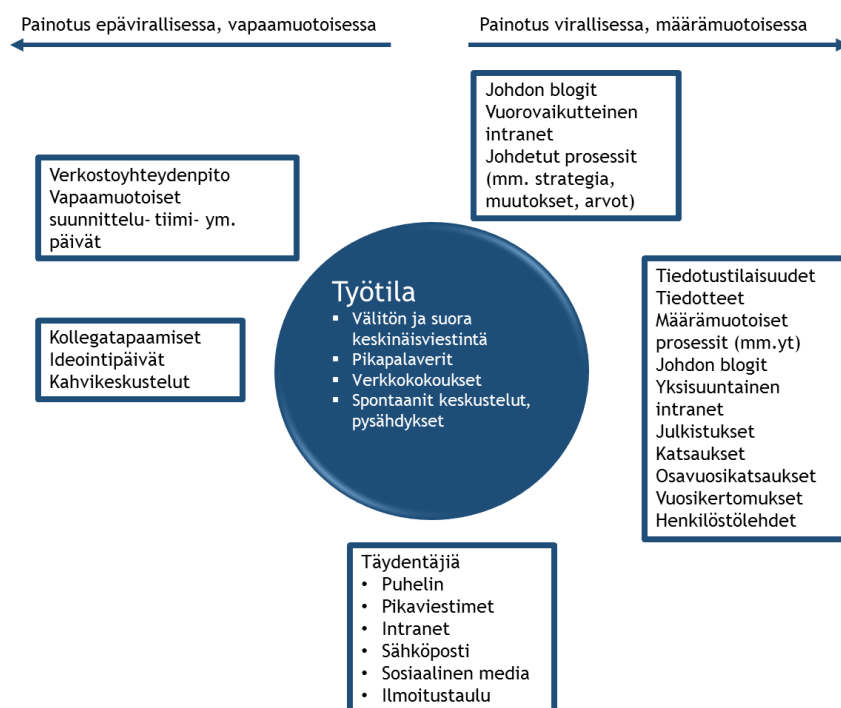 Painotus epävirallisessa, vapaamuotoisessa
Painotus virallisessa, määrämuotoisessa
Johdon blogit
Vuorovaikutteinen
intranet
Johdetut prosessit
(mm. strategia,
muutokset, arvot)
Verkostoyhteydenpito
Vapaamuotoiset
suunnittelu- tiimi- ym.
päivät
Kollegatapaamiset
Ideointipäivät
Kahvikeskustelut
Työtila
▪ Välitön ja suora
keskinäisviestintä
▪ Pikapalaverit
▪ Verkkokokoukset
▪ Spontaanit keskustelut,
pysähdykset
Tiedotustilaisuudet
Tiedotteet
Määrämuotoiset
prosessit (mm.yt)
Johdon blogit
Yksisuuntainen
intranet
Julkistukset
Katsaukset
Osavuosikatsaukset
Vuosikertomukset
Henkilöstölehdet
Täydentäjiä
• Puhelin
• Pikaviestimet
• Intranet
• Sähköposti
• Sosiaalinen media
• Ilmoitustaulu